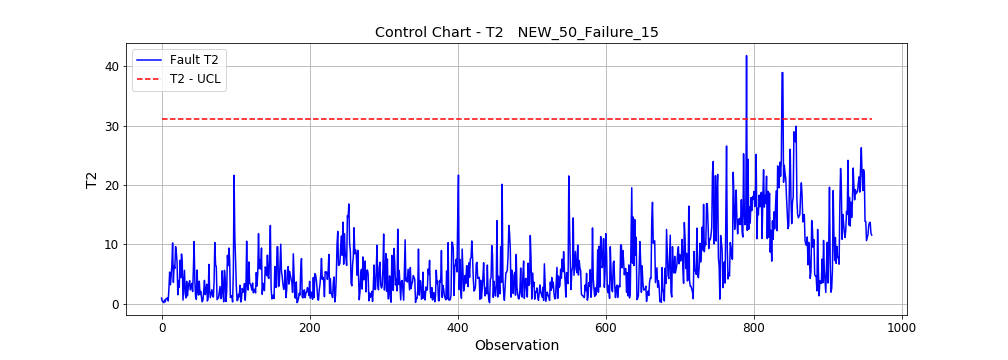 Control Chart - T2   NEW_50_Failure_15
Fault T2
T2 - UCL
T2
40
30
20
10
0
0
200
400
600
800
1000
Observation